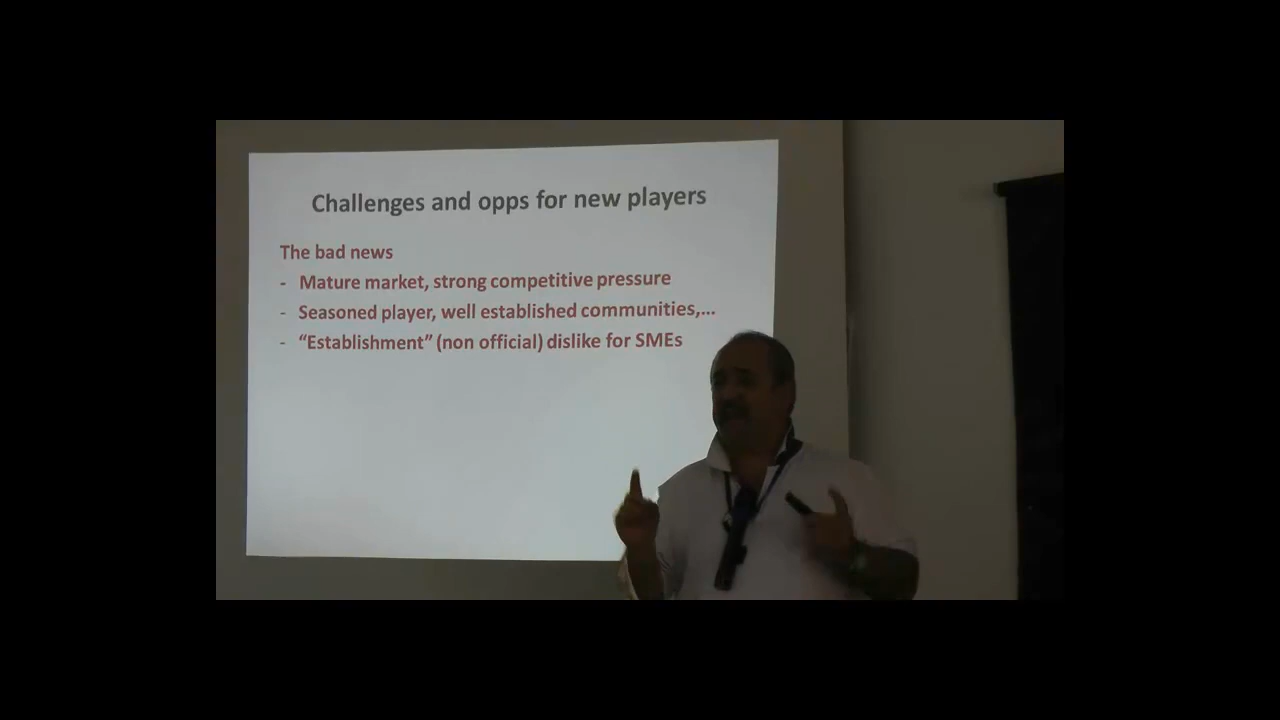 Challenges and opps for new players
The bad news
- Mature market, strong competitive pressure
- Seasoned player, well established communities,...
- “Establishment” (non official) dislike for SMEs